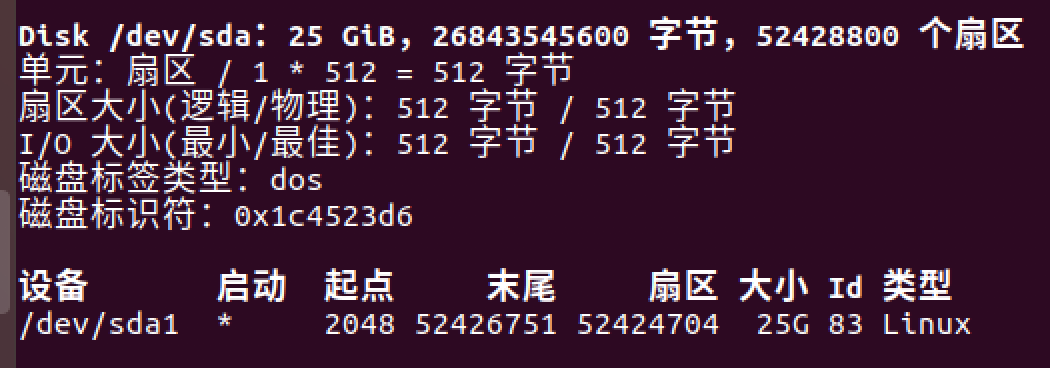 Disk /dev/sda：25 GiB，26843545600 字节，52428800 个扇区
单元：扇区 / 1 * 512 = 512 字节
扇区大小(逻辑/物理)：512 字节 / 512 字节
I/O 大小(最小/最佳)：512 字节 / 512 字节
磁盘标签类型：dos
磁盘标识符：0x1c4523d6
设备 启动 起点 末尾 扇区 大小 Id 类型
/dev/sda1 * 2048 52426751 52424704 25G 83 Linux